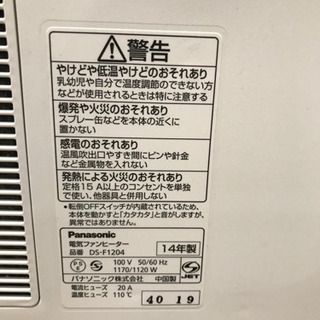 ⚠警告
やけどや低温やけどのおそれあり
乳幼児や自分で温度調節のできない方
などが使用されるときは特に注意する
爆発や火災のおそれあり
スプレー缶などを本体の近くに
置かない
感電のおそれあり
温風吹出口やすき間にピンや針金
など金属物を入れない
発熱による火災のおそれあり
定格15A以上のコンセントを単独
で使い、他器具と併用しない
・転倒OFFスイッチが内蔵されているため、
本体を動かすと「カタカタ」と音がしますが、
異常ではありません。
Panasonic
電気ファンヒーター
14年製
品番 DS-F1204
PSE
100 V 50/60 Hz
1170/1120 W
JET
パナソニック株式会社 中国製
電流ヒューズ 20 A
温度ヒューズ 110℃
40 19